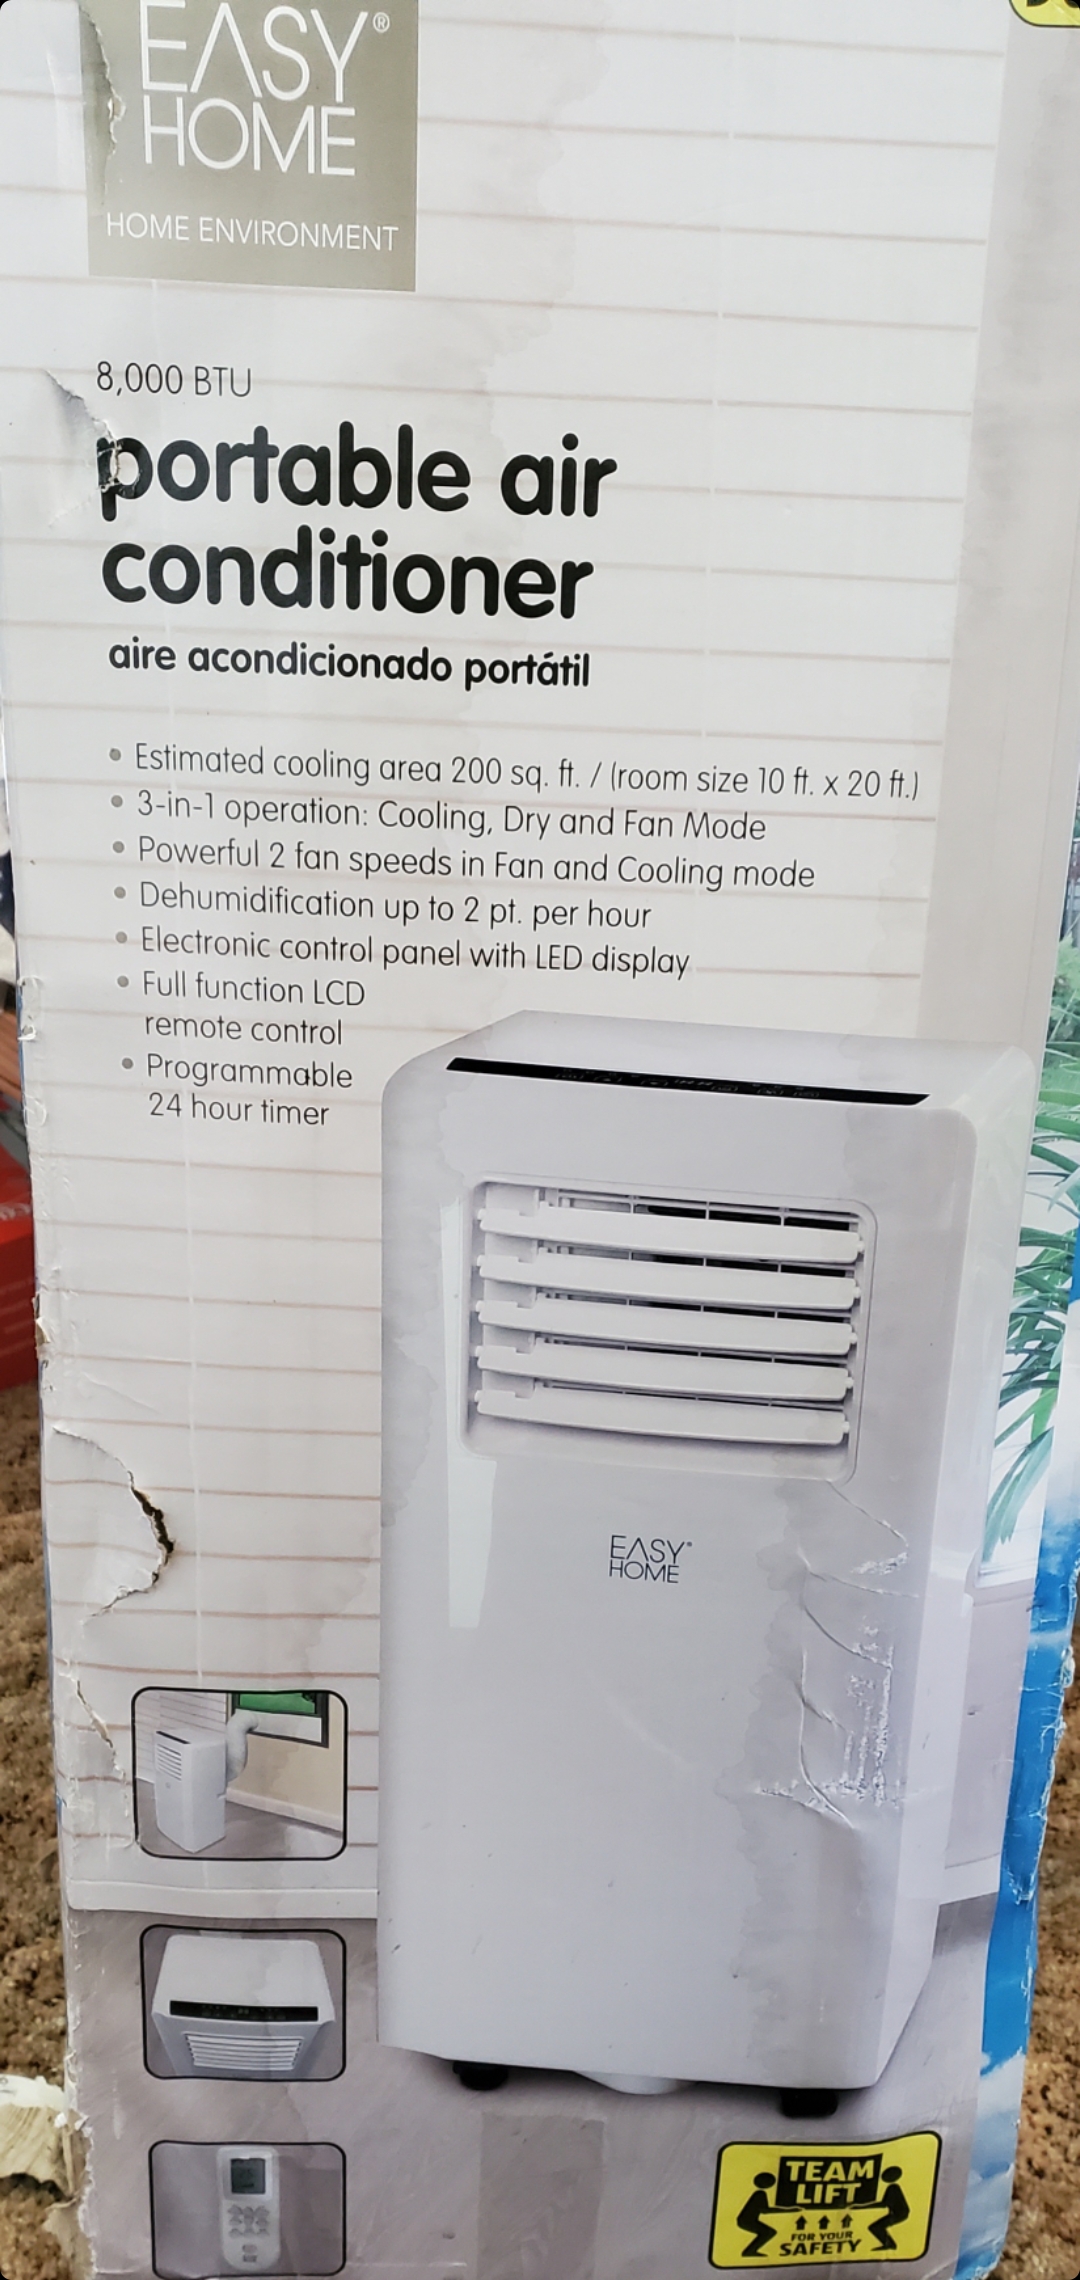 EASY®
HOME
HOME ENVIRONMENT
8,000 BTU
portable air
conditioner
aire acondicionado portátil
• Estimated cooling area 200 sq. ft. / (room size 10 ft. x 20 ft.)
• 3-in-1 operation: Cooling, Dry and Fan Mode
• Powerful 2 fan speeds in Fan and Cooling mode
• Dehumidification up to 2 pt. per hour
• Electronic control panel with LED display
• Full function LCD
remote control
• Programmable
24 hour timer
EASY®
HOME
TEAM
LIFT
FOR YOUR
SAFETY